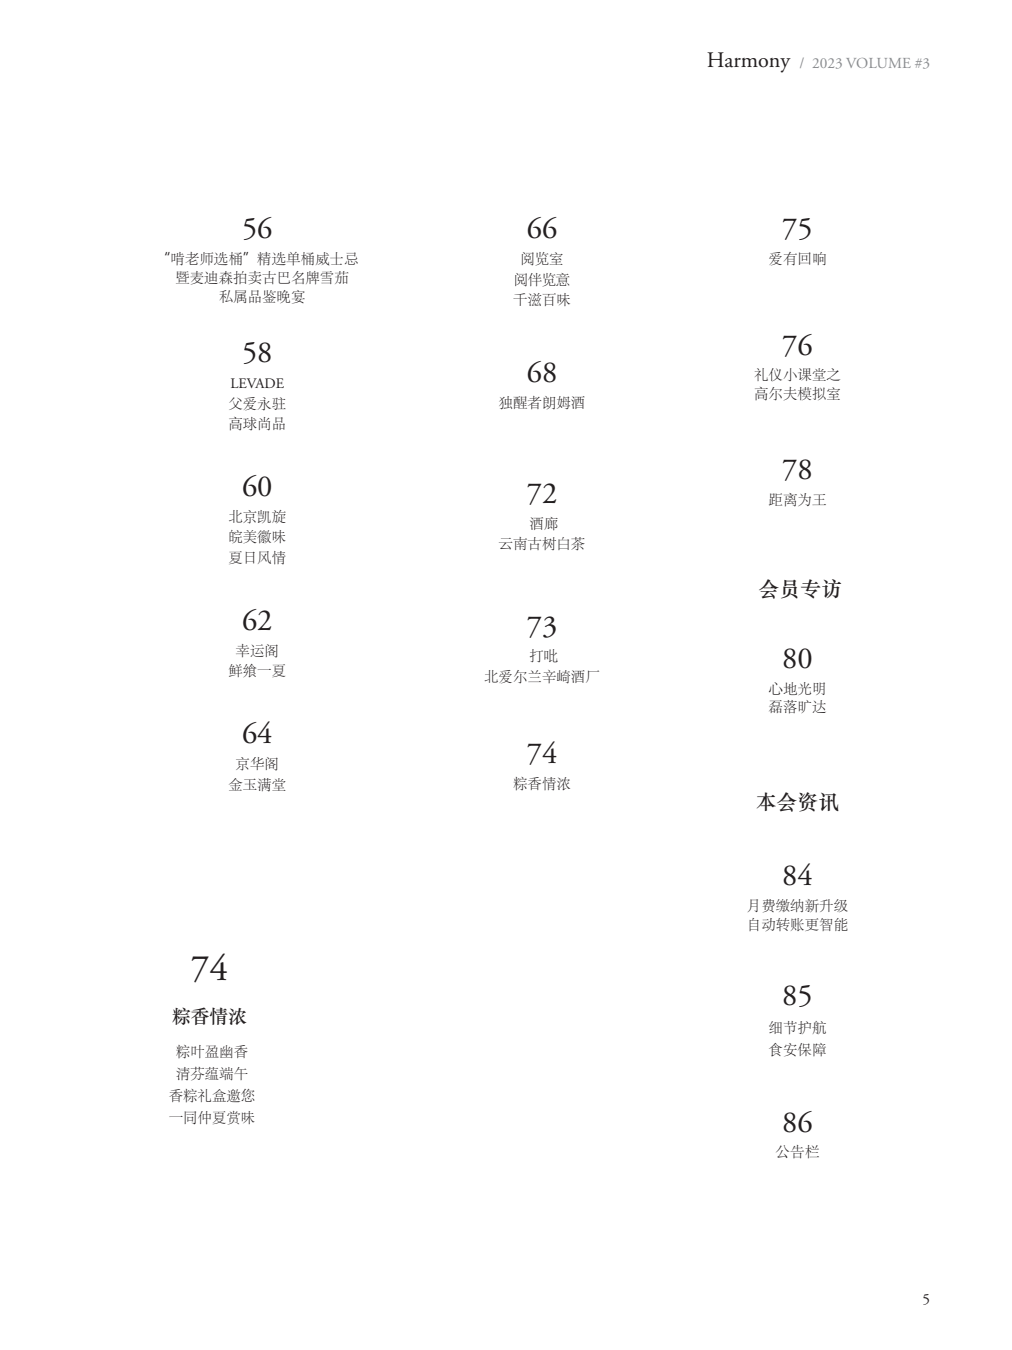 Harmony / 2023 VOLUME #3
56
"啃老师选桶" 精选单桶威士忌
暨麦迪森拍卖古巴名牌雪茄
私属品鉴晚宴
58
LEVADE
父爱永驻
高球尚品
60
北京凯旋
皖美徽味
夏日风情
62
幸运阁
鲜飨一夏
64
京华阁
金玉满堂
66
阅览室
阅伴览意
千滋百味
68
独醒者朗姆酒
72
酒廊
云南古树白茶
73
打吡
北爱尔兰辛崎酒厂
74
粽香情浓
75
爱有回响
76
礼仪小课堂之
高尔夫模拟室
78
距离为王
会员专访
80
心地光明
磊落旷达
本会资讯
84
月费缴纳新升级
自动转账更智能
85
细节护航
食安保障
86
公告栏
74
粽香情浓
粽叶盈幽香
清芬蕴端午
香粽礼盒邀您
一同仲夏赏味
5